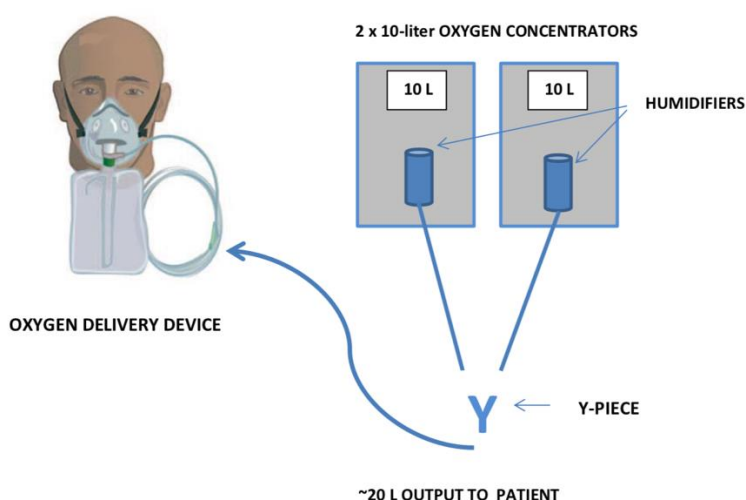 2 x 10-liter OXYGEN CONCENTRATORS
10 L
10 L
HUMIDIFIERS
OXYGEN DELIVERY DEVICE
Y
Y-PIECE
~20 L OUTPUT TO PATIENT